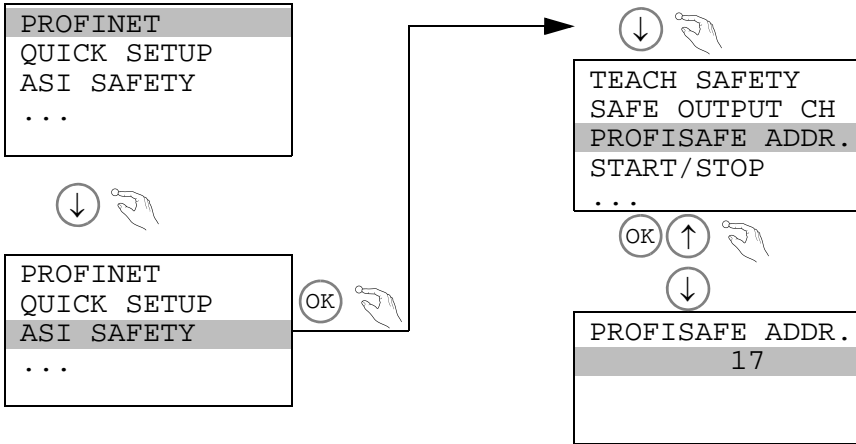 PROFINET
QUICK SETUP
ASI SAFETY
...
↓
PROFINET
QUICK SETUP
ASI SAFETY
...
OK
↓
TEACH SAFETY
SAFE OUTPUT CH
PROFISAFE ADDR.
START/STOP
...
OK ↑
↓
PROFISAFE ADDR.
17